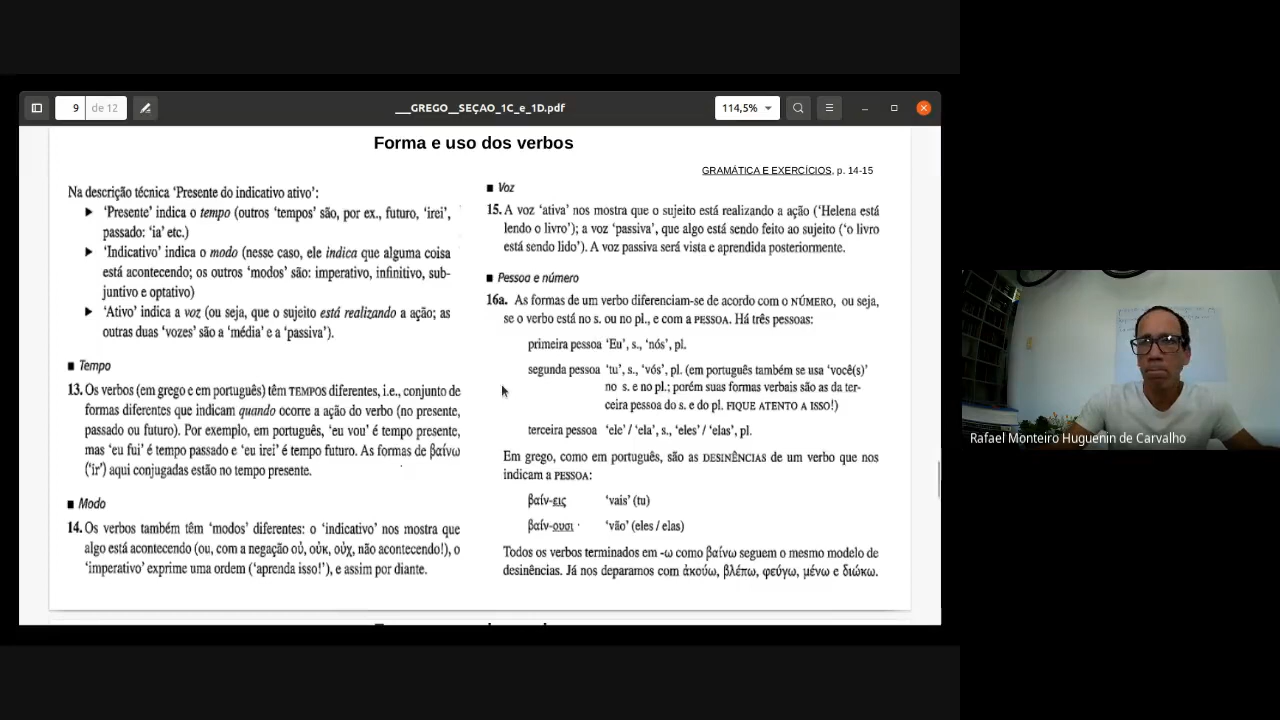 9
de 12
___GREGO__SEÇAO_1C_e_1D.pdf
114,5%
Forma e uso dos verbos
GRAMÁTICA E EXERCÍCIOS, p. 14-15
Na descrição técnica ‘Presente do indicativo ativo’:
► ‘Presente’ indica o tempo (outros ‘tempos’ são, por ex., futuro, ‘irei’,
passado: ‘ia’ etc.)
► ‘Indicativo’ indica o modo (nesse caso, ele indica que alguma coisa
está acontecendo; os outros ‘modos’ são: imperativo, infinitivo, sub-
juntivo e optativo)
► ‘Ativo’ indica a voz (ou seja, que o sujeito está realizando a ação; as
outras duas ‘vozes’ são a ‘média’ e a ‘passiva’).
■ Tempo
13. Os verbos (em grego e em português) têm TEMPOS diferentes, i.e., conjunto de
formas diferentes que indicam quando ocorre a ação do verbo (no presente,
passado ou futuro). Por exemplo, em português, ‘eu vou’ é tempo presente,
mas ‘eu fui’ é tempo passado e ‘eu irei’ é tempo futuro. As formas de βαίνω
(‘ir’) aqui conjugadas estão no tempo presente.
■ Modo
14. Os verbos também têm ‘modos’ diferentes: o ‘indicativo’ nos mostra que
algo está acontecendo (ou, com a negação οὐ, οὐκ, οὐχ, não acontecendo!), o
‘imperativo’ exprime uma ordem (‘aprenda isso!’), e assim por diante.
■ Voz
15. A voz ‘ativa’ nos mostra que o sujeito está realizando a ação (‘Helena está
lendo o livro’); a voz ‘passiva’, que algo está sendo feito ao sujeito (‘o livro
está sendo lido’). A voz passiva será vista e aprendida posteriormente.
■ Pessoa e número
16a. As formas de um verbo diferenciam-se de acordo com o NÚMERO, ou seja,
se o verbo está no s. ou no pl., e com a PESSOA. Há três pessoas:
primeira pessoa ‘Eu’, s., ‘nós’, pl.
segunda pessoa ‘tu’, s., ‘vós’, pl. (em português também se usa ‘você(s)’
no s. e no pl.; porém suas formas verbais são as da ter-
ceira pessoa do s. e do pl. FIQUE ATENTO A ISSO!)
terceira pessoa ‘ele’ / ‘ela’, s., ‘eles’ / ‘elas’, pl.
Em grego, como em português, são as DESINÊNCIAS de um verbo que nos
indicam a PESSOA:
βαίν-εις ‘vais’ (tu)
βαίν-ουσι ‘vão’ (eles / elas)
Todos os verbos terminados em -ω como βαίνω seguem o mesmo modelo de
desinências. Já nos deparamos com ἀκούω, βλέπω, φεύγω, μένω e διώκω.
Rafael Monteiro Huguenin de Carvalho